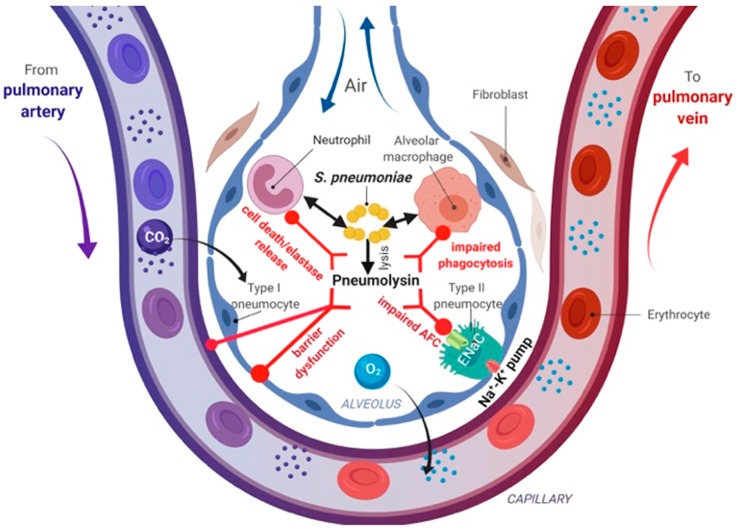 From
pulmonary
artery
Air
To
pulmonary
vein
Fibroblast
Neutrophil
Alveolar
macrophage
S. pneumoniae
cell death/elastase
release
lysis
impaired
phagocytosis
CO₂
Pneumolysin
Type I
pneumocyte
Type II
pneumocyte
impaired AFC
barrier
dysfunction
ENaC
Na⁺-K⁺ pump
Erythrocyte
O₂
ALVEOLUS
CAPILLARY